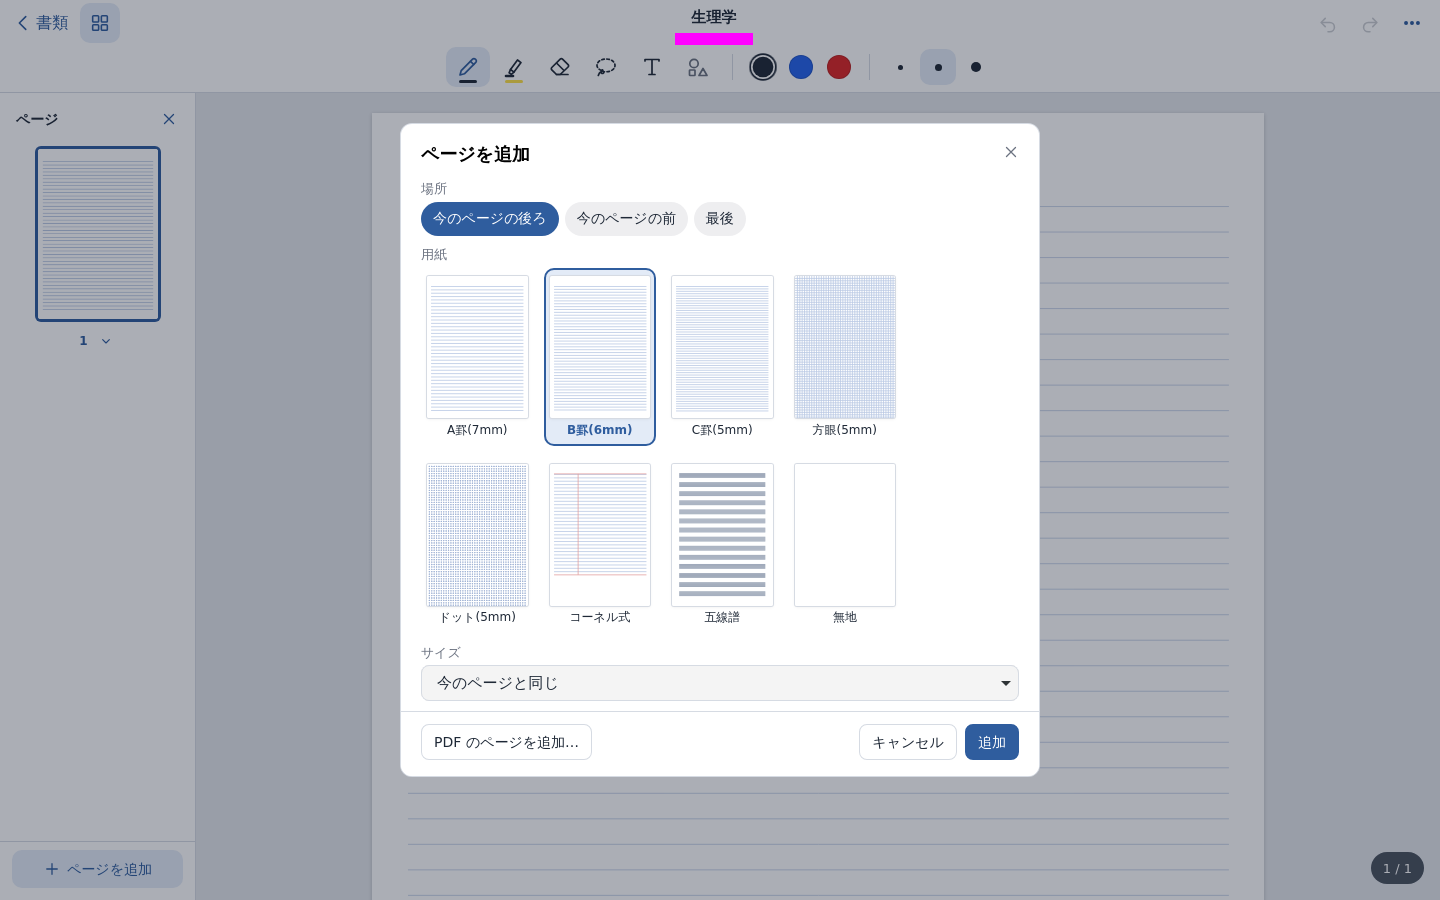 書類
生理学
ページ
1
ページを追加
ページを追加
場所
今のページの後ろ
今のページの前
最後
用紙
A罫(7mm)
B罫(6mm)
C罫(5mm)
方眼(5mm)
ドット(5mm)
コーネル式
五線譜
無地
サイズ
今のページと同じ
PDF のページを追加…
キャンセル
追加
1 / 1